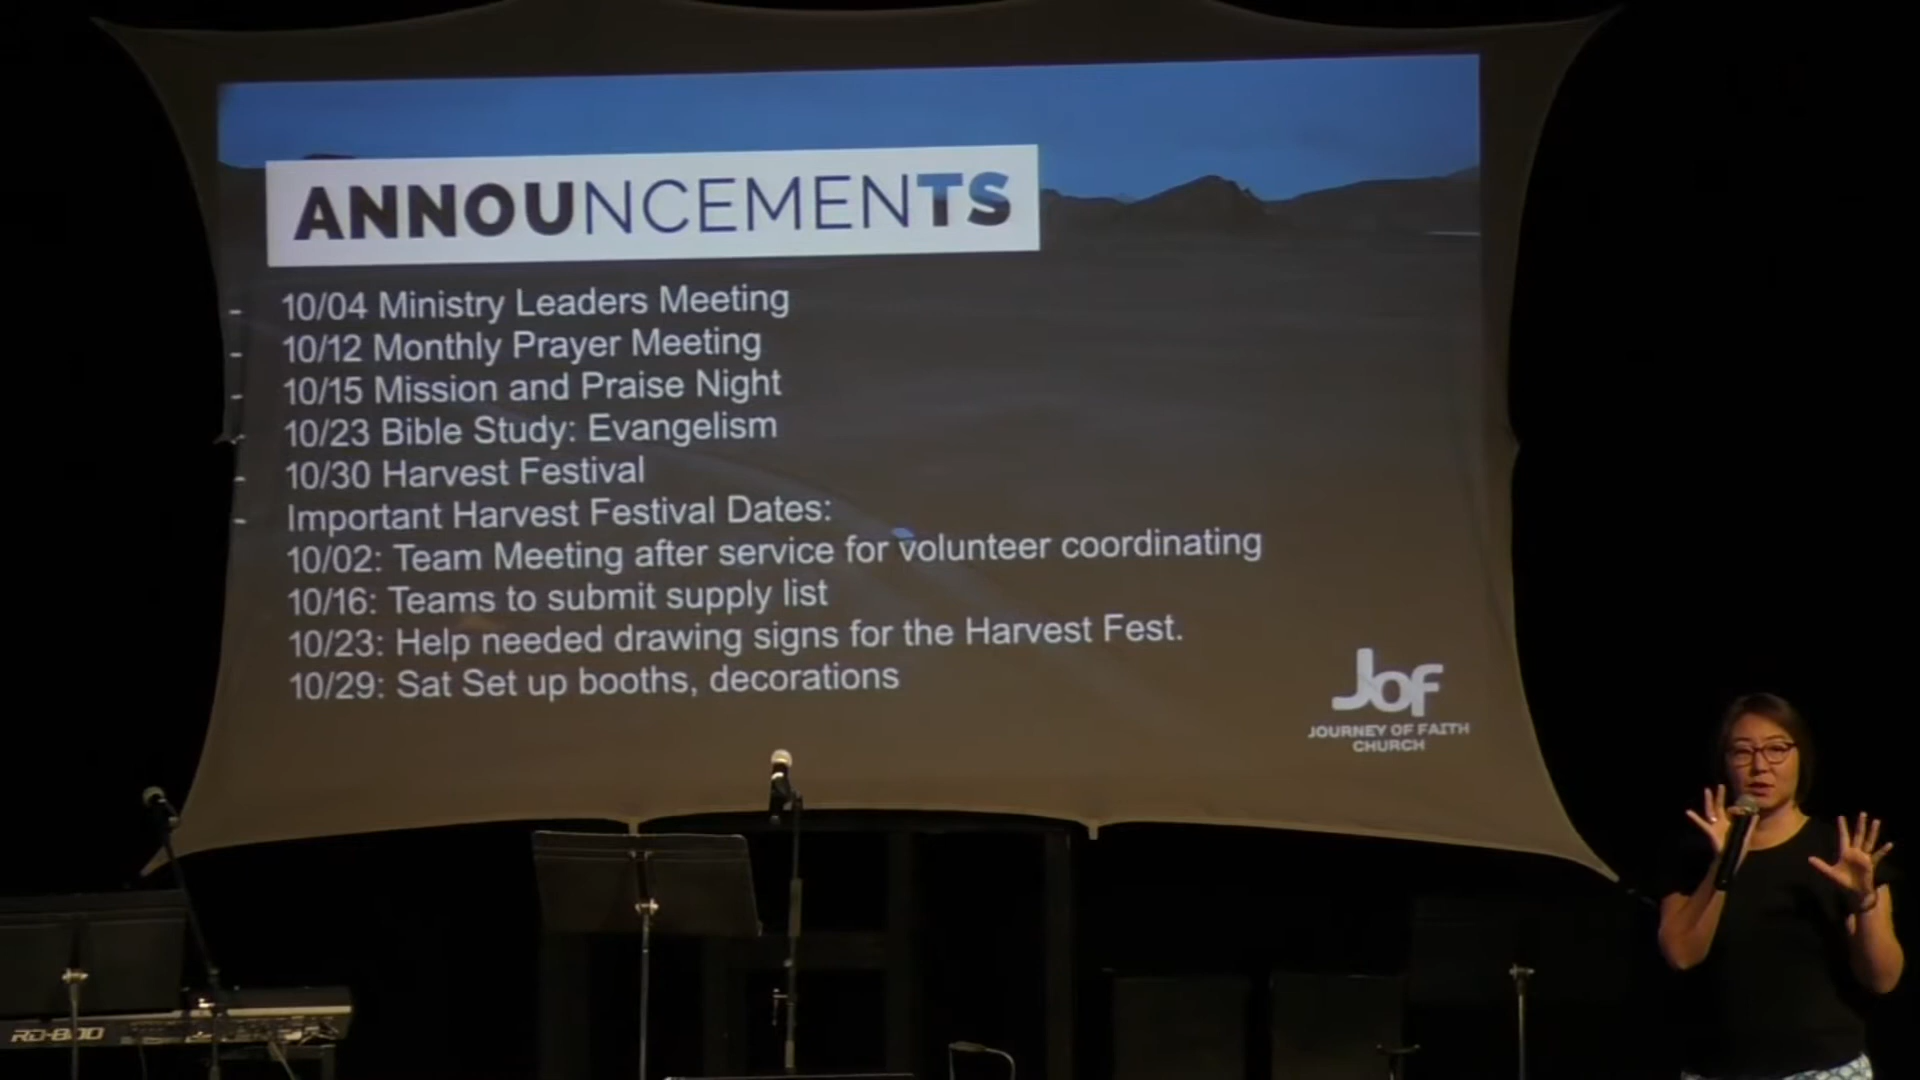 ANNOUNCEMENTS
- 10/04 Ministry Leaders Meeting
- 10/12 Monthly Prayer Meeting
- 10/15 Mission and Praise Night
- 10/23 Bible Study: Evangelism
- 10/30 Harvest Festival
- Important Harvest Festival Dates:
10/02: Team Meeting after service for volunteer coordinating
10/16: Teams to submit supply list
10/23: Help needed drawing signs for the Harvest Fest.
10/29: Sat Set up booths, decorations
Jof
JOURNEY OF FAITH
CHURCH
RD-800